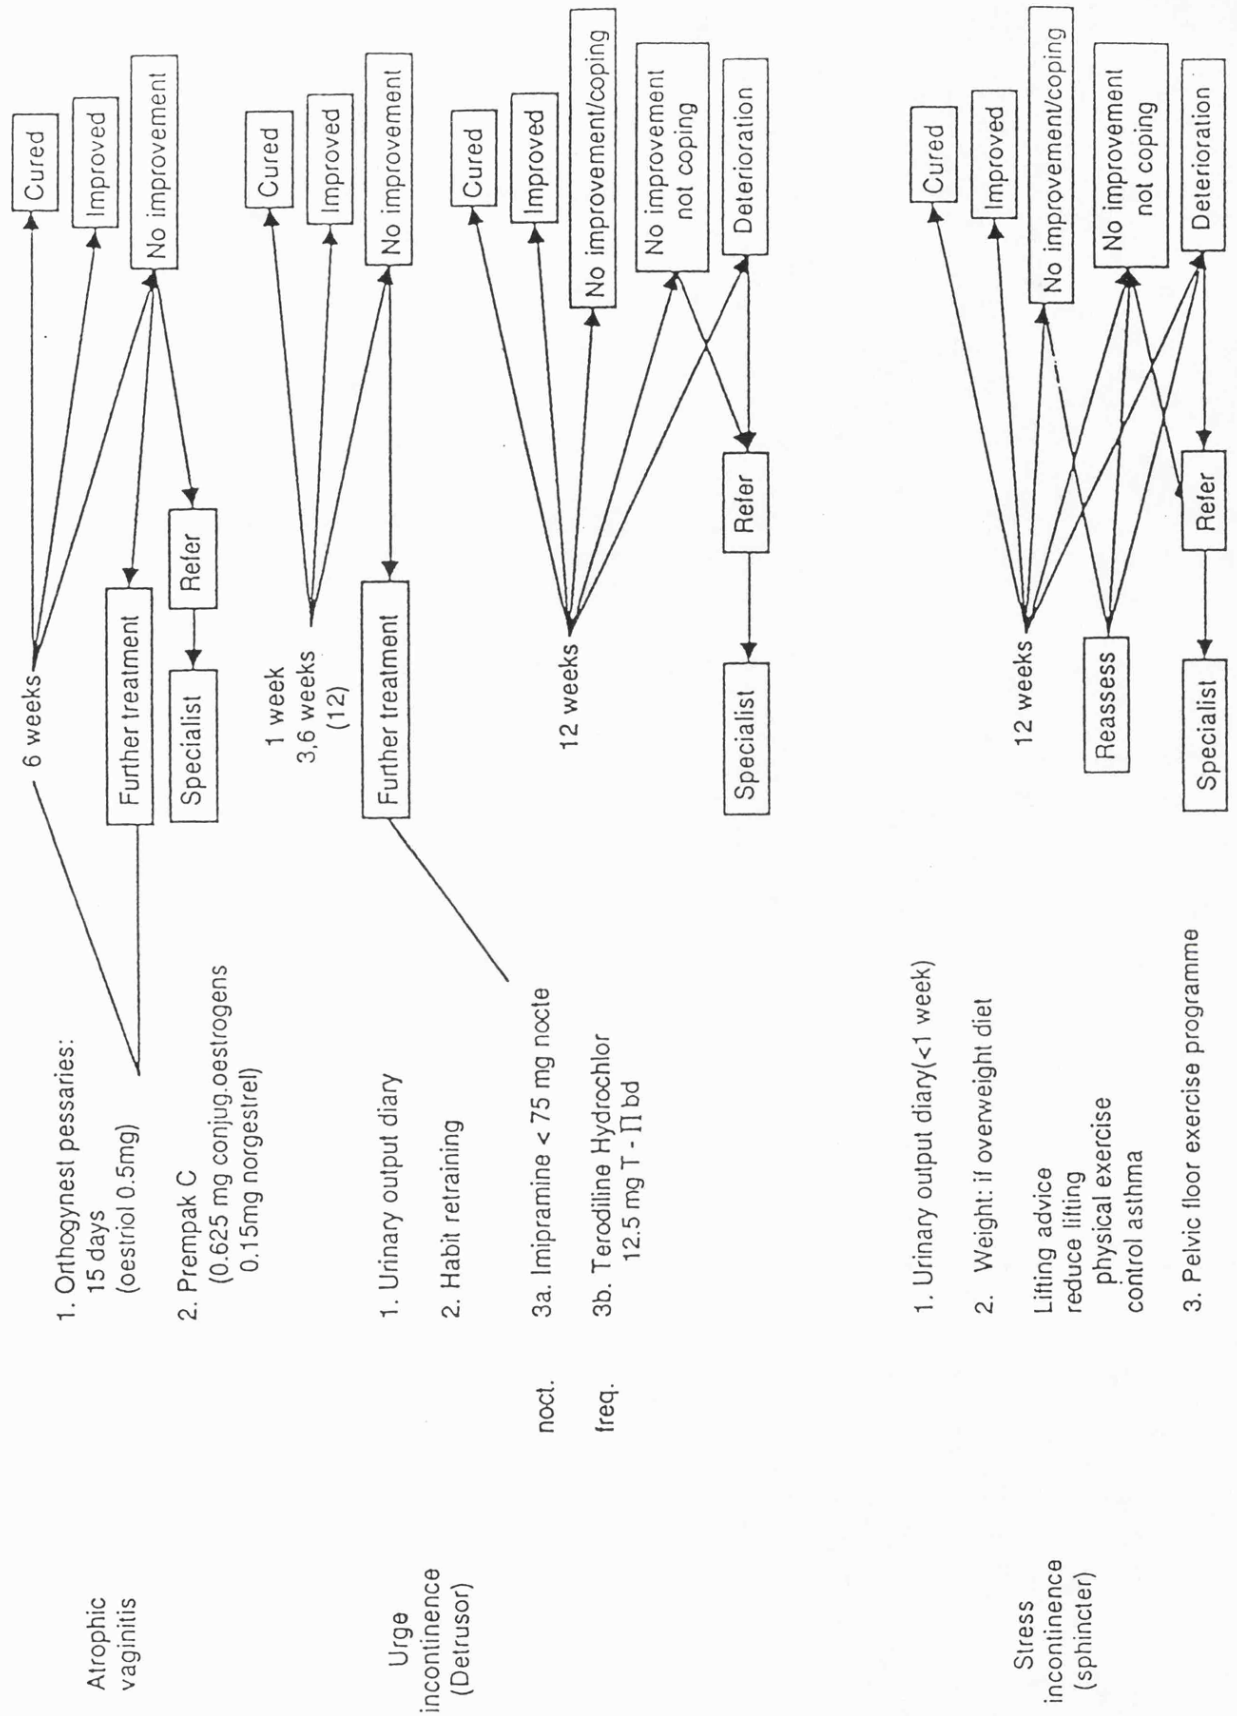 Atrophic
vaginitis
1. Orthogynest pessaries:
15 days
(oestriol 0.5mg)
2. Prempak C
(0.625 mg conjug.oestrogens
0.15mg norgestrel)
6 weeks
Further treatment
Specialist
Refer
Cured
Improved
No improvement
Urge
incontinence
(Detrusor)
1. Urinary output diary
2. Habit retraining
noct.
3a. Imipramine < 75 mg nocte
freq.
3b. Terodiline Hydrochlor
12.5 mg T - II bd
1 week
3,6 weeks
(12)
Further treatment
Cured
Improved
No improvement
12 weeks
Specialist
Refer
Cured
Improved
No improvement/coping
No improvement
not coping
Deterioration
Stress
incontinence
(sphincter)
1. Urinary output diary(<1 week)
2. Weight: if overweight diet
Lifting advice
reduce lifting
physical exercise
control asthma
3. Pelvic floor exercise programme
12 weeks
Reassess
Specialist
Refer
Cured
Improved
No improvement/coping
No improvement
not coping
Deterioration